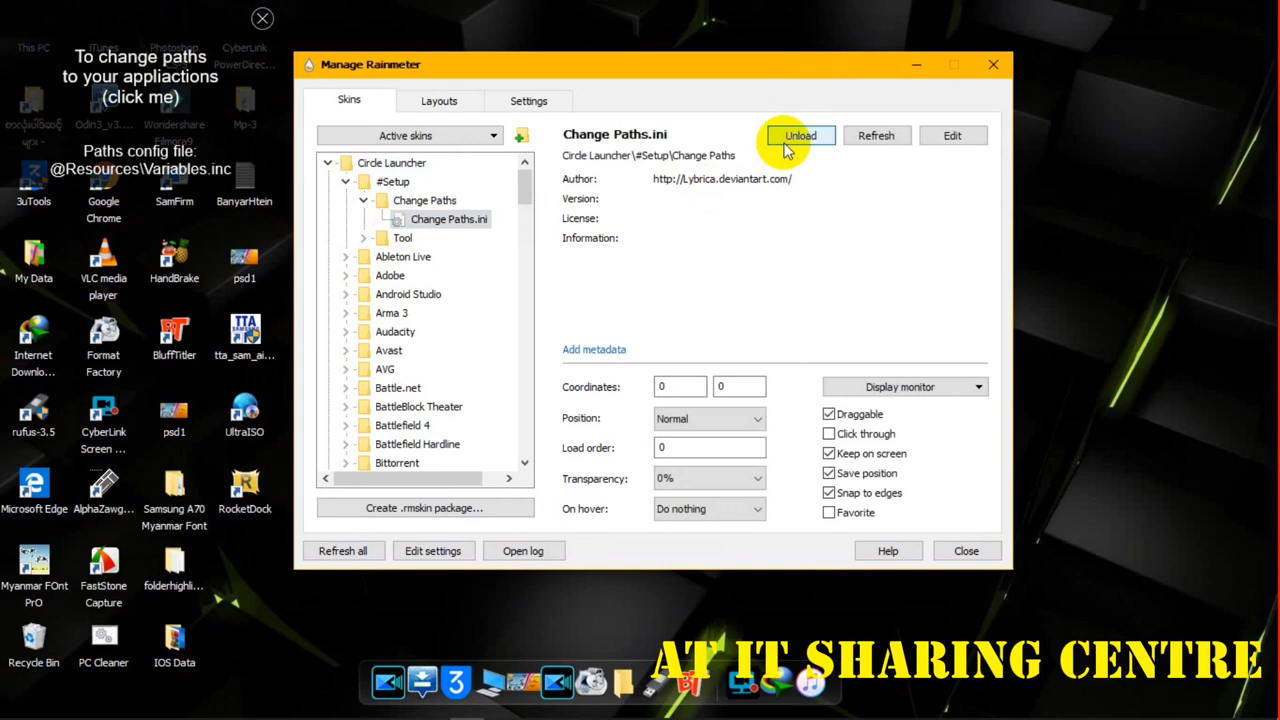 This PC
iTunes
Photoshop
CS 6
CyberLink
PowerDirec...
To change paths
to your appliactions
(click me)
Odin3_v3....
Wondershare
Filmora9
Mp-3
Paths config file:
@Resources\Variables.inc
3uTools
Google
Chrome
SamFirm
BanyarHtein
My Data
VLC media
player
HandBrake
psd1
Internet
Downlo...
Format
Factory
BluffTitler
TTA
SAMSUNG
tta_sam_ai...
rufus-3.5
CyberLink
Screen ...
psd1
UltraISO
Microsoft Edge
AlphaZawg...
Samsung A70
Myanmar Font
RocketDock
Myanmar FOnt
PrO
FastStone
Capture
folderhighli...
Recycle Bin
PC Cleaner
IOS Data
Manage Rainmeter
Skins
Layouts
Settings
Active skins
Circle Launcher
#Setup
Change Paths
Change Paths.ini
Tool
Ableton Live
Adobe
Android Studio
Arma 3
Audacity
Avast
AVG
Battle.net
BattleBlock Theater
Battlefield 4
Battlefield Hardline
Bittorrent
Create .rmskin package...
Change Paths.ini
Unload
Refresh
Edit
Circle Launcher\#Setup\Change Paths
Author: http://Lybrica.deviantart.com/
Version:
License:
Information:
Add metadata
Coordinates: 0 0
Display monitor
Position: Normal
Load order: 0
Transparency: 0%
On hover: Do nothing
Draggable
Click through
Keep on screen
Save position
Snap to edges
Favorite
Refresh all
Edit settings
Open log
Help
Close
3
AT IT SHARING CENTRE